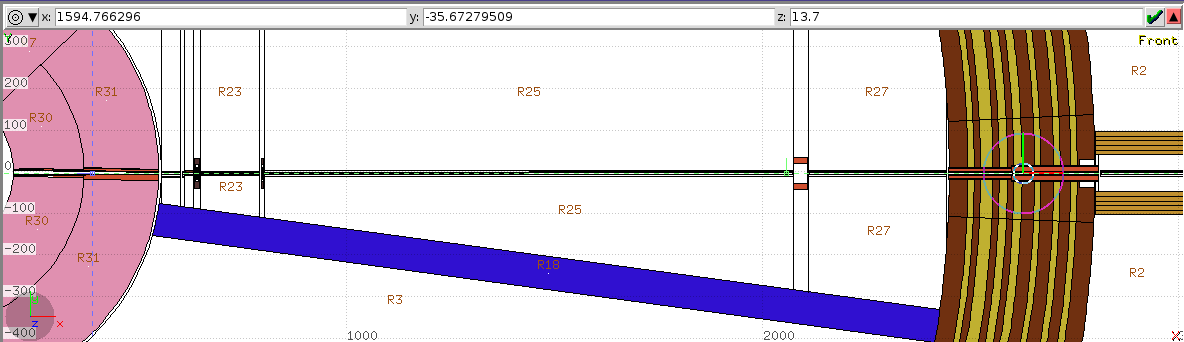 x: 1594.766296 y: -35.67279509 z: 13.7
300 Front
R2
200 R31 R23 R25 R27
R30
100
0
R23
-100 R25
R30 R27
-200 R31
R18 R2
-300 R3
z x
-400 1000 2000